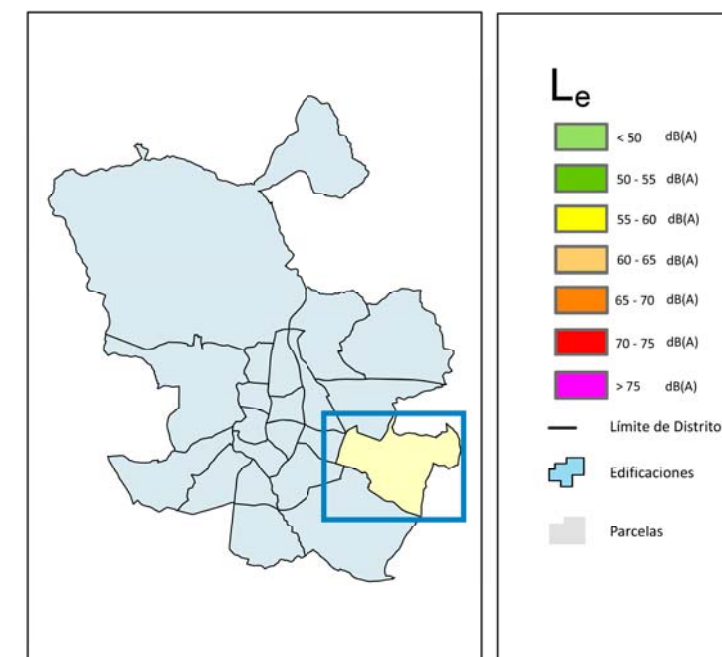 Le
< 50 dB(A)
50 - 55 dB(A)
55 - 60 dB(A)
60 - 65 dB(A)
65 - 70 dB(A)
70 - 75 dB(A)
> 75 dB(A)
Límite de Distrito
Edificaciones
Parcelas